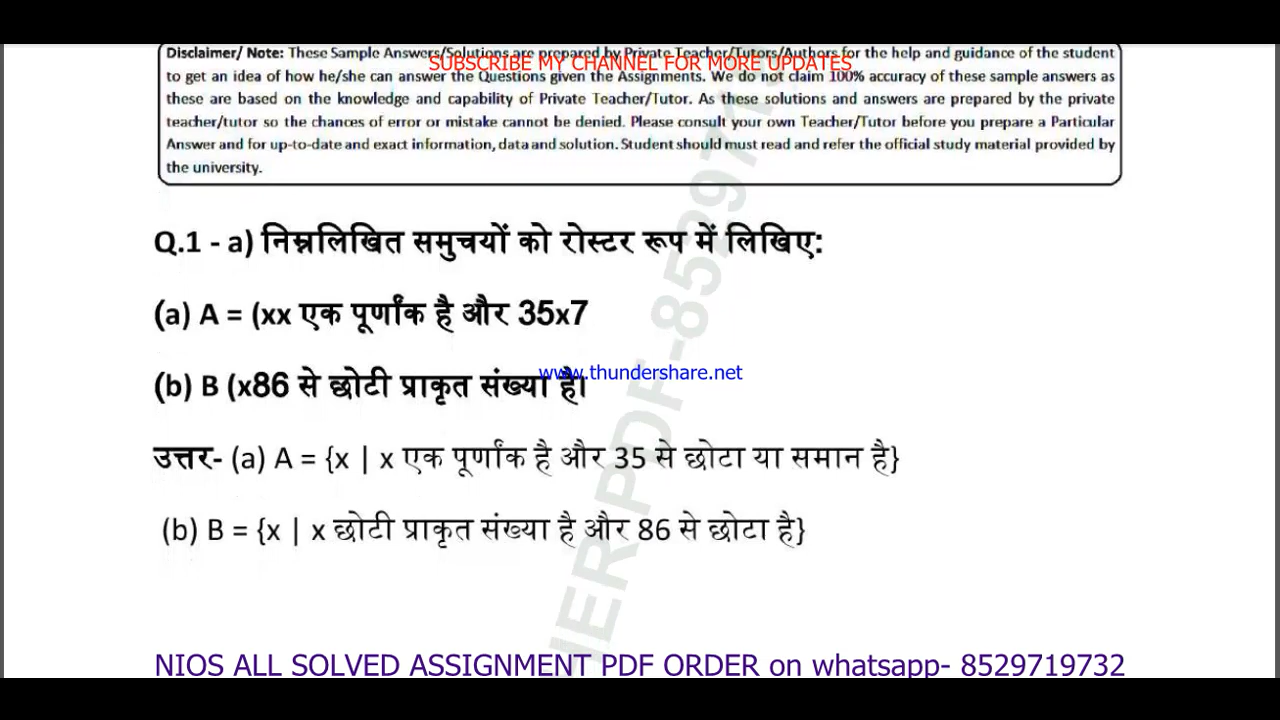 Disclaimer/ Note: These Sample Answers/Solutions are prepared by Private Teacher/Tutors/Authors for the help and guidance of the student
SUBSCRIBE MY CHANNEL FOR MORE UPDATES
to get an idea of how he/she can answer the Questions given the Assignments. We do not claim 100% accuracy of these sample answers as
these are based on the knowledge and capability of Private Teacher/Tutor. As these solutions and answers are prepared by the private
teacher/tutor so the chances of error or mistake cannot be denied. Please consult your own Teacher/Tutor before you prepare a Particular
Answer and for up-to-date and exact information, data and solution. Student should must read and refer the official study material provided by
the university.
Q.1 - a) निम्नलिखित समुच्चयों को रोस्टर रूप में लिखिए:
(a) A = (xx एक पूर्णांक है और 35x7
www.thundershare.net
(b) B (x86 से छोटी प्राकृत संख्या है।
उत्तर- (a) A = {x | x एक पूर्णांक है और 35 से छोटा या समान है}
(b) B = {x | x छोटी प्राकृत संख्या है और 86 से छोटा है}
NIOS ALL SOLVED ASSIGNMENT PDF ORDER on whatsapp- 8529719732